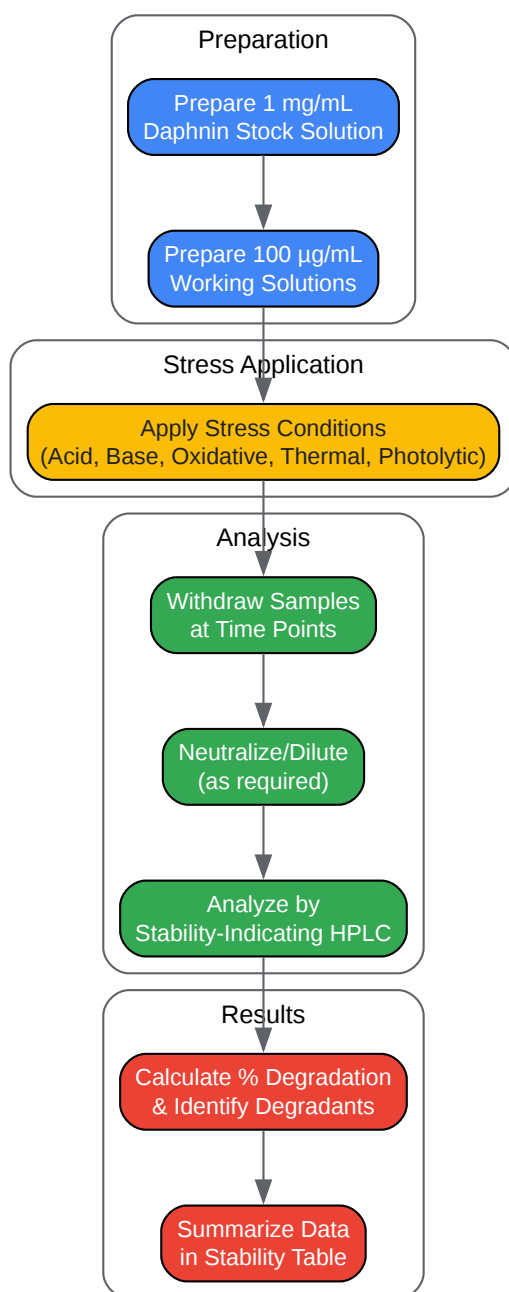 Preparation
Prepare 1 mg/mL
Daphnin Stock Solution
Prepare 100 µg/mL
Working Solutions
Stress Application
Apply Stress Conditions
(Acid, Base, Oxidative, Thermal, Photolytic)
Analysis
Withdraw Samples
at Time Points
Neutralize/Dilute
(as required)
Analyze by
Stability-Indicating HPLC
Results
Calculate % Degradation
& Identify Degradants
Summarize Data
in Stability Table